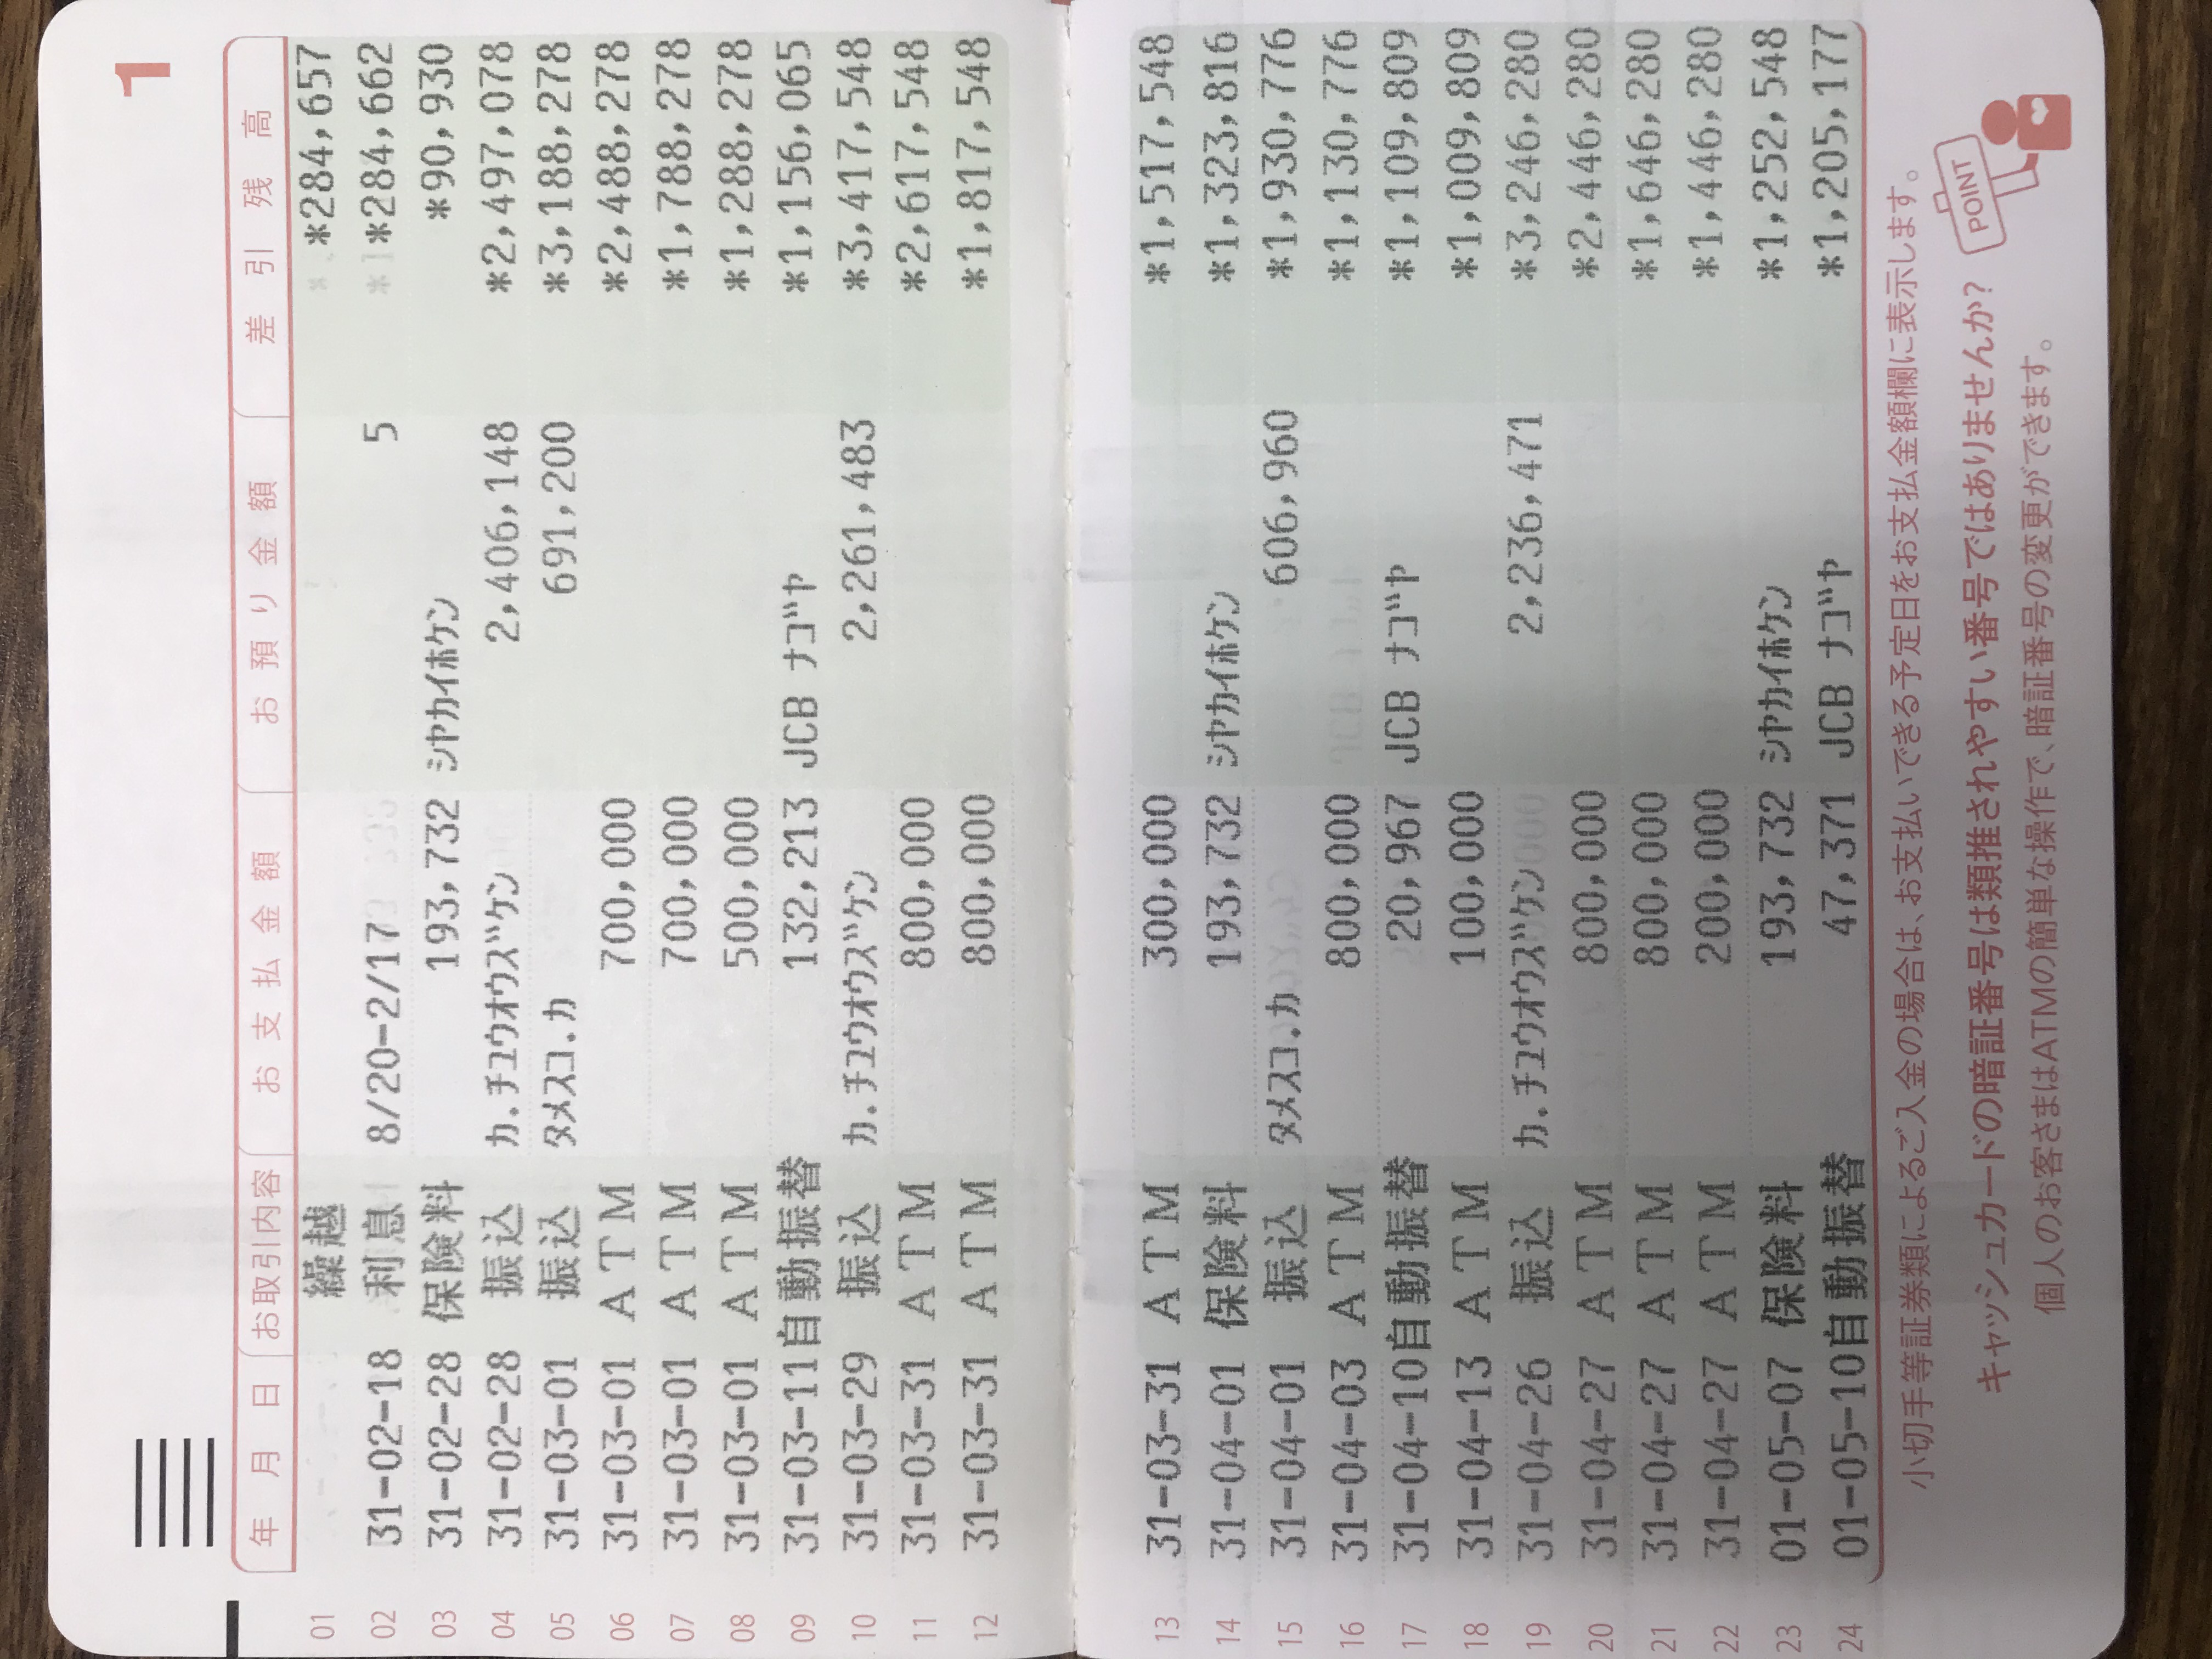 1
年月日 お取引内容 お支払金額 お預り金額 差引残高
01 繰越 *284,657
02 31-02-18 利息 8/20-2/17 5 *284,662
03 31-02-28 保険料 193,732 ｼﾔｶｲﾎｹﾝ *90,930
04 31-02-28 振込 ｶ.ﾁﾕｳｵｳｽﾞｹﾝ 2,406,148 *2,497,078
05 31-03-01 振込 ﾀﾒｽｺ.ｶ 691,200 *3,188,278
06 31-03-01 ＡＴＭ 700,000 *2,488,278
07 31-03-01 ＡＴＭ 700,000 *1,788,278
08 31-03-01 ＡＴＭ 500,000 *1,288,278
09 31-03-11 自動振替 132,213 JCB ﾅｺﾞﾔ *1,156,065
10 31-03-29 振込 ｶ.ﾁﾕｳｵｳｽﾞｹﾝ 2,261,483 *3,417,548
11 31-03-31 ＡＴＭ 800,000 *2,617,548
12 31-03-31 ＡＴＭ 800,000 *1,817,548
13 31-03-31 ＡＴＭ 300,000 *1,517,548
14 31-04-01 保険料 193,732 ｼﾔｶｲﾎｹﾝ *1,323,816
15 31-04-01 振込 ﾀﾒｽｺ.ｶ 606,960 *1,930,776
16 31-04-03 ＡＴＭ 800,000 *1,130,776
17 31-04-10 自動振替 20,967 JCB ﾅｺﾞﾔ *1,109,809
18 31-04-13 ＡＴＭ 100,000 *1,009,809
19 31-04-26 振込 ｶ.ﾁﾕｳｵｳｽﾞｹﾝ 2,236,471 *3,246,280
20 31-04-27 ＡＴＭ 800,000 *2,446,280
21 31-04-27 ＡＴＭ 800,000 *1,646,280
22 31-04-27 ＡＴＭ 200,000 *1,446,280
23 01-05-07 保険料 193,732 ｼﾔｶｲﾎｹﾝ *1,252,548
24 01-05-10 自動振替 47,371 JCB ﾅｺﾞﾔ *1,205,177
小切手等証券類によるご入金の場合は、お支払いできる予定日をお支払金額欄に表示します。
キャッシュカードの暗証番号は類推されやすい番号ではありませんか?
POINT
個人のお客さまはATMの簡単な操作で、暗証番号の変更ができます。